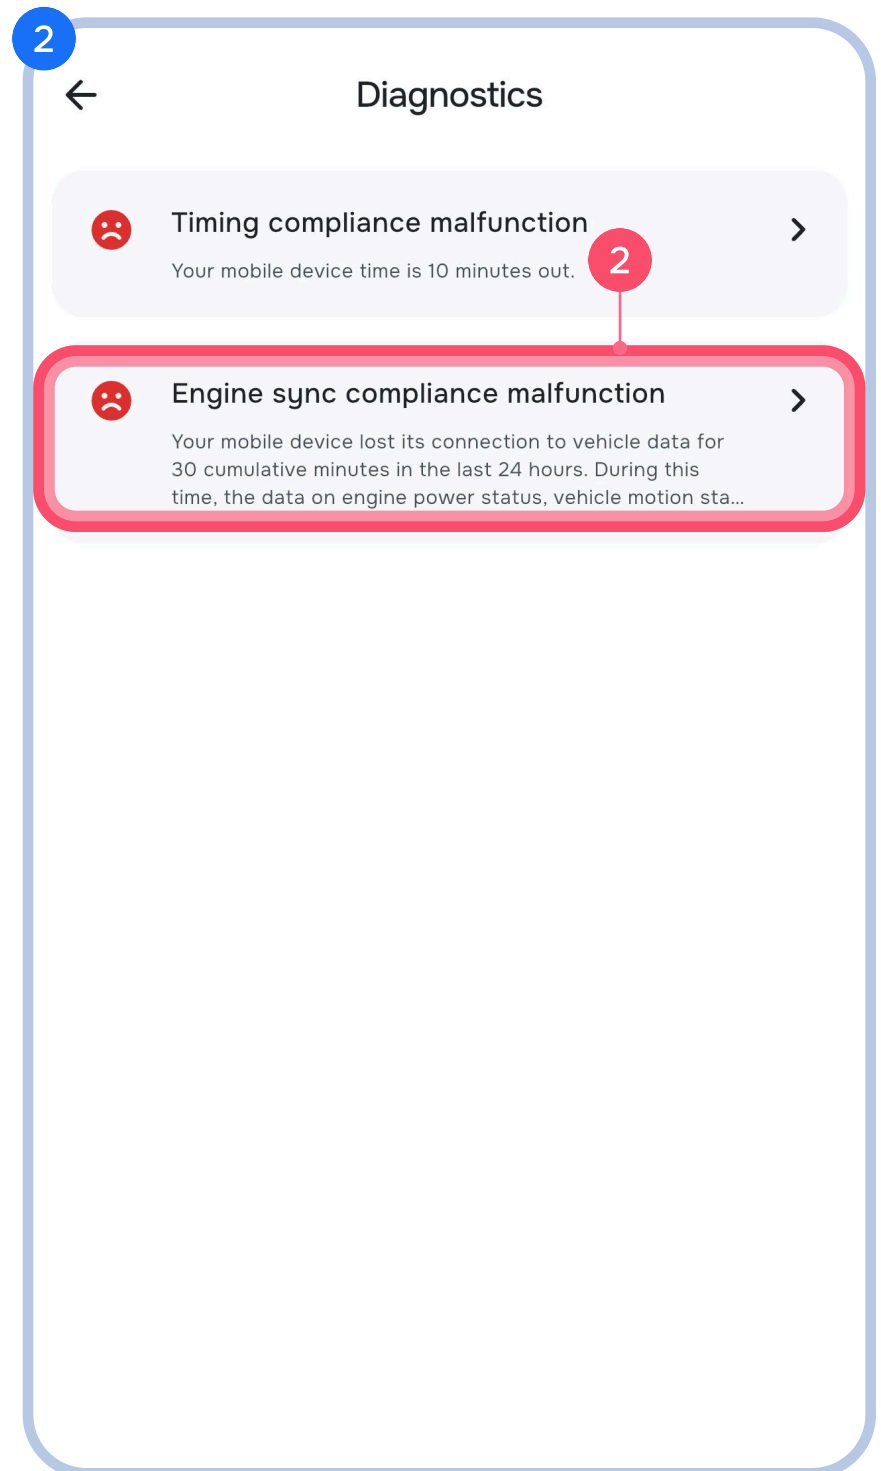 2
Diagnostics
Timing compliance malfunction
Your mobile device time is 10 minutes out.
2
Engine sync compliance malfunction
Your mobile device lost its connection to vehicle data for
30 cumulative minutes in the last 24 hours. During this
time, the data on engine power status, vehicle motion sta...